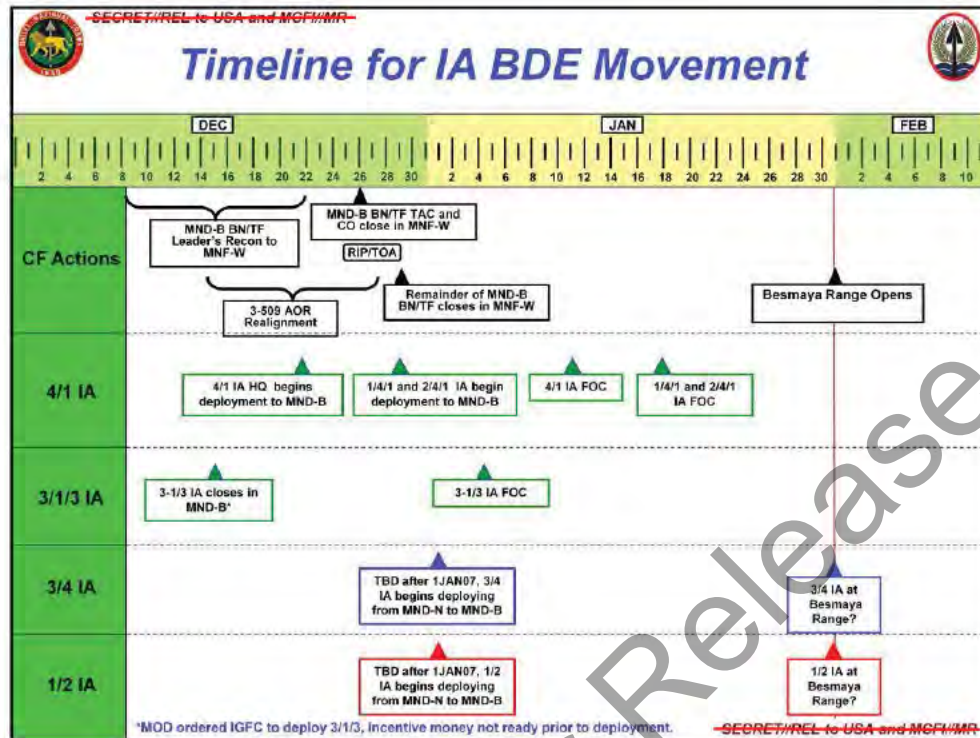 SECRET//REL to USA and MCFI//MR
Timeline for IA BDE Movement
DEC JAN FEB
2 4 6 8 10 12 14 16 18 20 22 24 26 28 30 2 4 6 8 10 12 14 16 18 20 22 24 26 28 30 2 4 6 8 10
CF Actions
MND-B BN/TF
Leader's Recon to
MNF-W
MND-B BN/TF TAC and
CO close in MNF-W
RIP/TOA
3-509 AOR
Realignment
Remainder of MND-B
BN/TF closes in MNF-W
Besmaya Range Opens
4/1 IA
4/1 IA HQ begins
deployment to MND-B
1/4/1 and 2/4/1 IA begin
deployment to MND-B
4/1 IA FOC
1/4/1 and 2/4/1
IA FOC
3/1/3 IA
3-1/3 IA closes in
MND-B*
3-1/3 IA FOC
3/4 IA
TBD after 1JAN07, 3/4
IA begins deploying
from MND-N to MND-B
3/4 IA at
Besmaya
Range?
1/2 IA
TBD after 1JAN07, 1/2
IA begins deploying
from MND-N to MND-B
1/2 IA at
Besmaya
Range?
*MOD ordered IGFC to deploy 3/1/3, incentive money not ready prior to deployment.
SECRET//REL to USA and MCFI//MR
Release